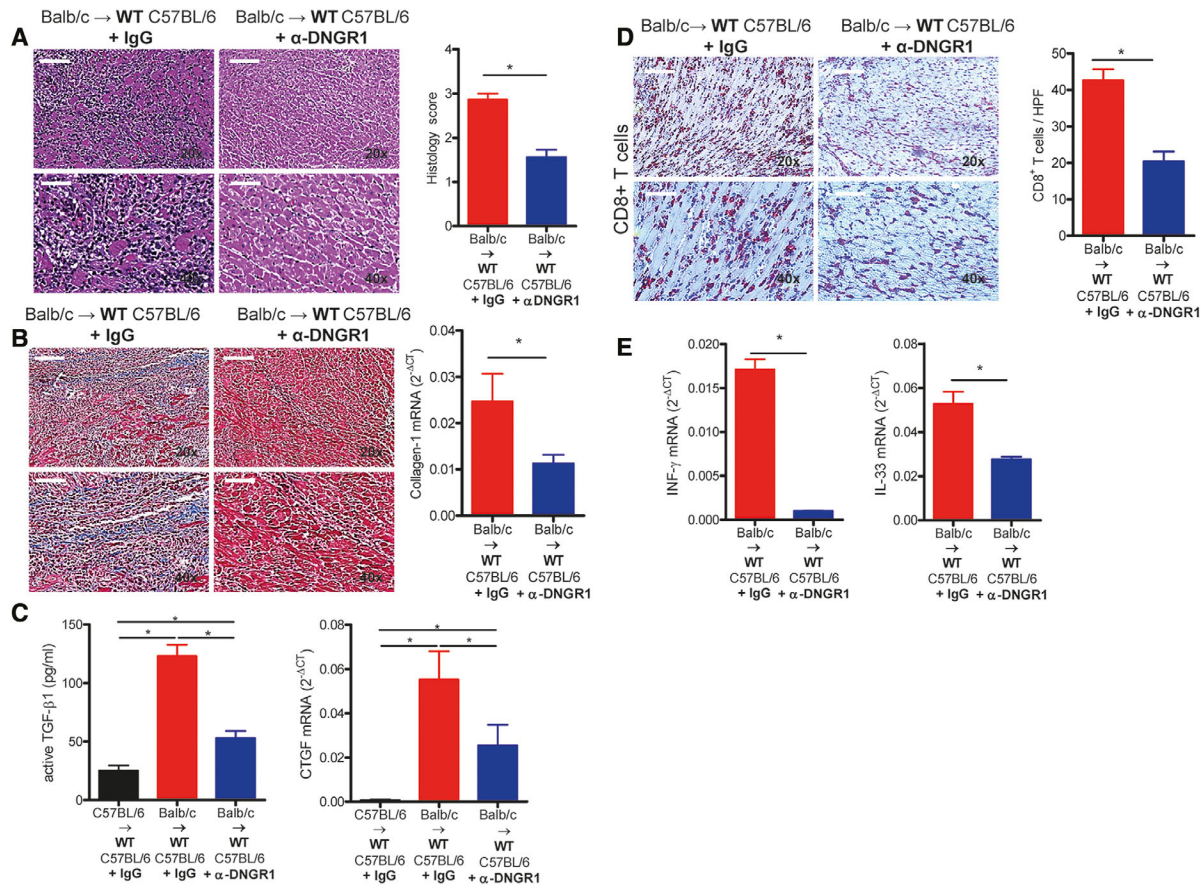 A
Balb/c → WT C57BL/6
+ IgG
Balb/c → WT C57BL/6
+ α-DNGR1
20x
20x
40x
40x
Histology score
4
3
2
1
0
*
Balb/c
→
WT
C57BL/6
+ IgG
Balb/c
→
WT
C57BL/6
+ αDNGR1
B
Balb/c → WT C57BL/6
+ IgG
Balb/c → WT C57BL/6
+ α-DNGR1
20x
20x
40x
40x
Collagen-1 mRNA (2-ΔCT)
0.04
0.03
0.02
0.01
0.00
*
Balb/c
→
WT
C57BL/6
+ IgG
Balb/c
→
WT
C57BL/6
+ α-DNGR1
C
active TGF-β1 (pg/ml)
150
100
50
0
*
*
*
C57BL/6
→
WT
C57BL/6
+ IgG
Balb/c
→
WT
C57BL/6
+ IgG
Balb/c
→
WT
C57BL/6
+ α-DNGR1
CTGF mRNA (2-ΔCT)
0.08
0.06
0.04
0.02
0.00
*
*
*
C57BL/6
→
WT
C57BL/6
+ IgG
Balb/c
→
WT
C57BL/6
+ IgG
Balb/c
→
WT
C57BL/6
+ α-DNGR1
D
Balb/c→ WT C57BL/6
+ IgG
Balb/c → WT C57BL/6
+ α-DNGR1
CD8+ T cells
20x
20x
40x
40x
CD8+ T cells / HPF
50
40
30
20
10
0
*
Balb/c
→
WT
C57BL/6
+ IgG
Balb/c
→
WT
C57BL/6
+ α-DNGR1
E
INF-γ mRNA (2-ΔCT)
0.020
0.015
0.010
0.005
0.000
*
Balb/c
→
WT
C57BL/6
+ IgG
Balb/c
→
WT
C57BL/6
+ α-DNGR1
IL-33 mRNA (2-ΔCT)
0.08
0.06
0.04
0.02
0.00
*
Balb/c
→
WT
C57BL/6
+ IgG
Balb/c
→
WT
C57BL/6
+ α-DNGR1